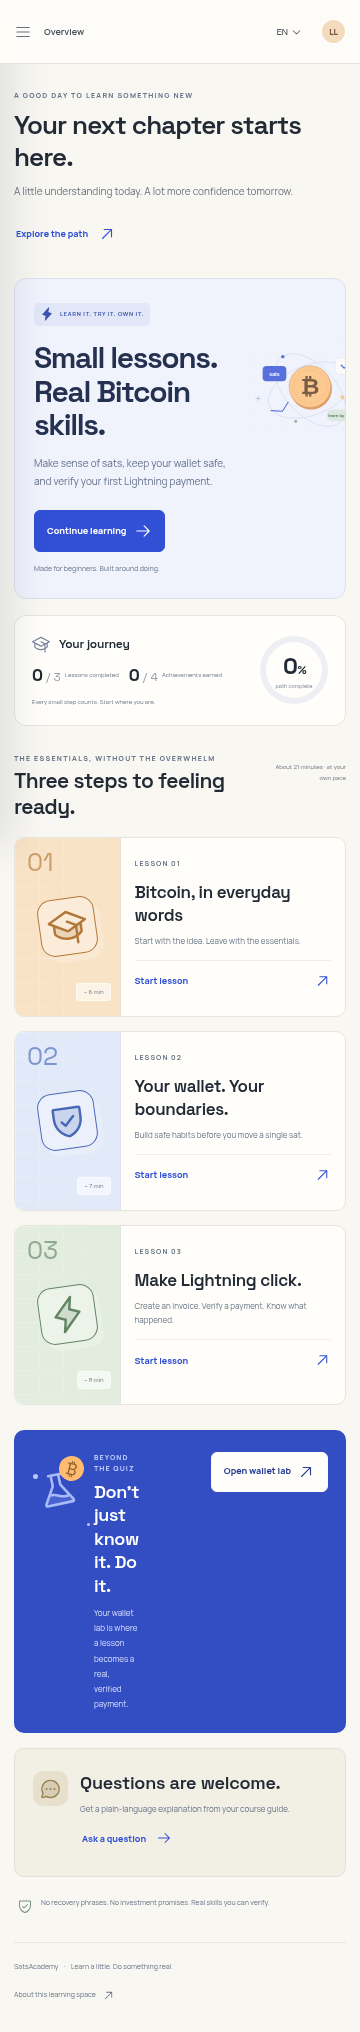 Overview
EN
LL
A GOOD DAY TO LEARN SOMETHING NEW
Your next chapter starts
here.
A little understanding today. A lot more confidence tomorrow.
Explore the path
LEARN IT. TRY IT. OWN IT.
Small lessons.
Real Bitcoin
skills.
sats
₿
Make sense of sats, keep your wallet safe,
and verify your first Lightning payment.
Continue learning
Made for beginners. Built around doing.
Your journey
0 / 3 Lessons completed 0 / 4 Achievements earned
Every small step counts. Start where you are.
0%
path complete
THE ESSENTIALS, WITHOUT THE OVERWHELM
Three steps to feeling
ready.
About 21 minutes · at your
own pace
01
~ 6 min
LESSON 01
Bitcoin, in everyday
words
Start with the idea. Leave with the essentials.
Start lesson
02
~ 7 min
LESSON 02
Your wallet. Your
boundaries.
Build safe habits before you move a single sat.
Start lesson
03
~ 8 min
LESSON 03
Make Lightning click.
Create an invoice. Verify a payment. Know what
happened.
Start lesson
₿
BEYOND
THE QUIZ
Don't
just
know
it. Do
it.
Your wallet
lab is where
a lesson
becomes a
real,
verified
payment.
Open wallet lab
Questions are welcome.
Get a plain-language explanation from your course guide.
Ask a question
No recovery phrases. No investment promises. Real skills you can verify.
SatsAcademy · Learn a little. Do something real.
About this learning space